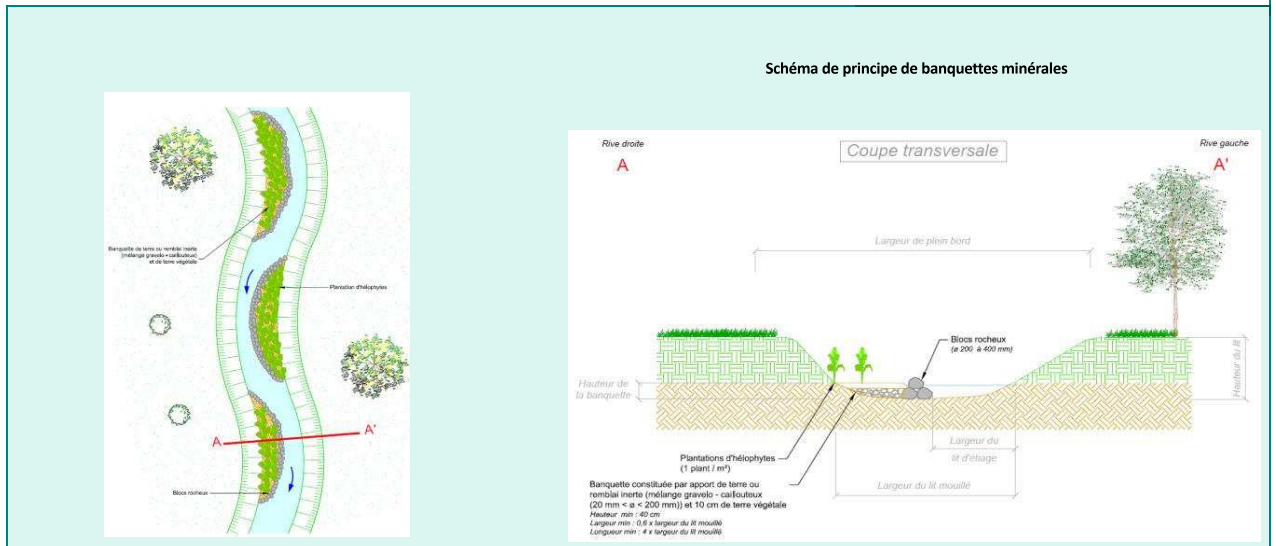 Schéma de principe de banquettes minérales
Banquette de terre ou remblai inerte
(mélange gravelo - caillouteux)
et de terre végétale
Plantation d'hélophytes
A
A'
Blocs rocheux
Rive droite
A
Coupe transversale
Rive gauche
A'
Largeur de plein bord
Blocs rocheux
(ø 200 à 400 mm)
Hauteur de
la banquette
Hauteur du lit
Largeur du
lit d'étiage
Plantations d'hélophytes
(1 plant / m²)
Largeur du lit mouillé
Banquette constituée par apport de terre ou
remblai inerte (mélange gravelo - caillouteux
(20 mm < ø < 200 mm)) et 10 cm de terre végétale
Hauteur min : 40 cm
Largeur min : 0,6 x largeur du lit mouillé
Longueur min : 4 x largeur du lit mouillé